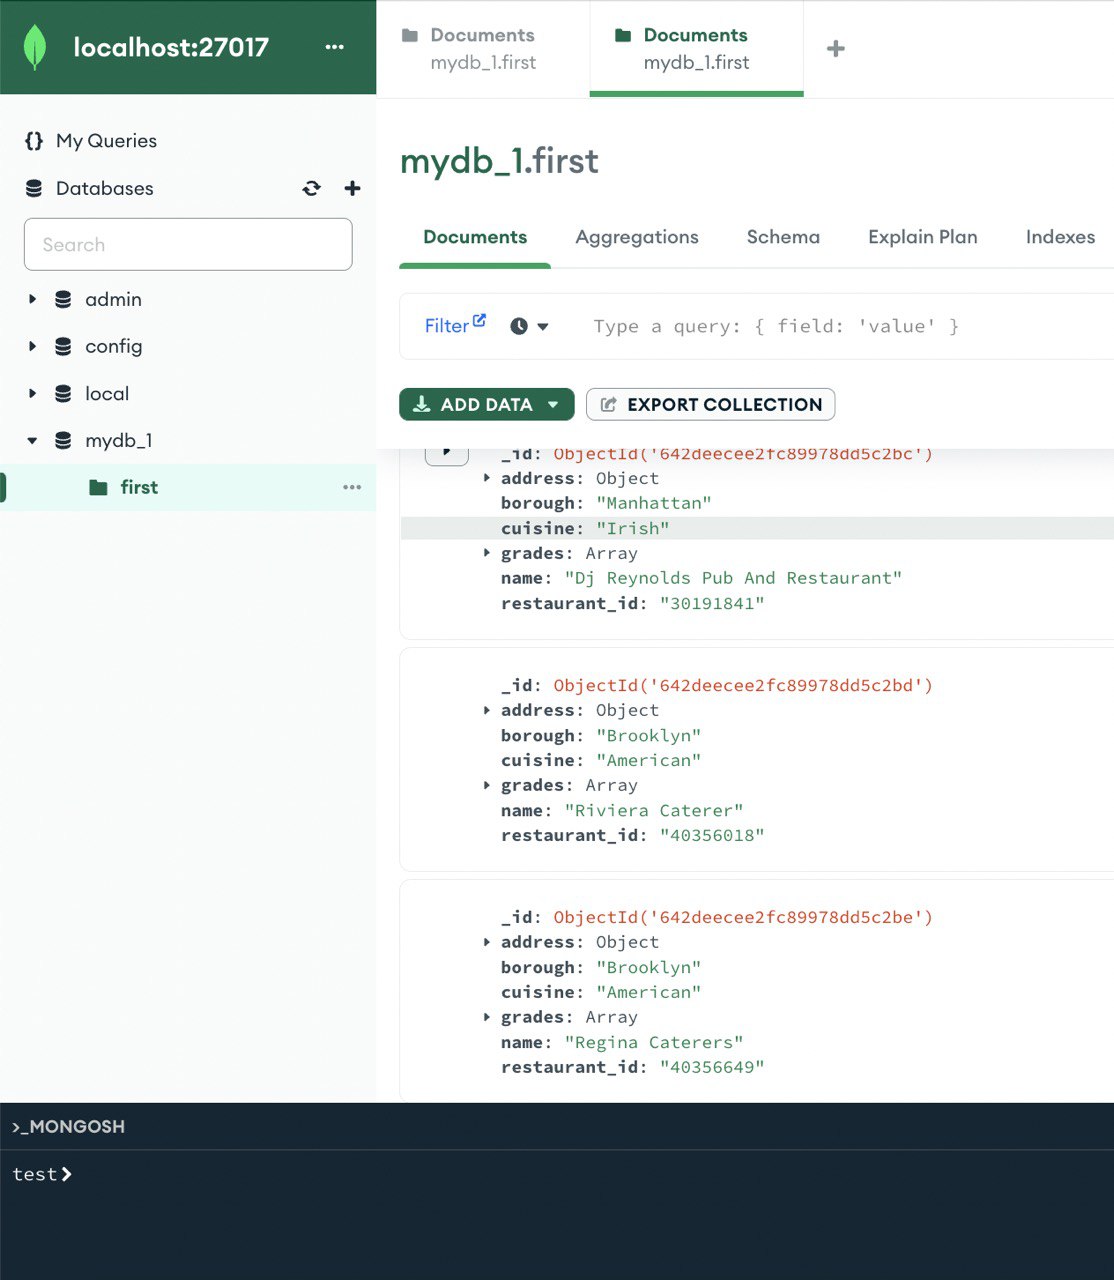 localhost:27017
My Queries
Databases
Search
admin
config
local
mydb_1
first
Documents
mydb_1.first
Documents
mydb_1.first
mydb_1.first
Documents Aggregations Schema Explain Plan Indexes
Filter Type a query: { field: 'value' }
ADD DATA EXPORT COLLECTION
_id: ObjectId('642deecee2fc89978dd5c2bc')
address: Object
borough: "Manhattan"
cuisine: "Irish"
grades: Array
name: "Dj Reynolds Pub And Restaurant"
restaurant_id: "30191841"
_id: ObjectId('642deecee2fc89978dd5c2bd')
address: Object
borough: "Brooklyn"
cuisine: "American"
grades: Array
name: "Riviera Caterer"
restaurant_id: "40356018"
_id: ObjectId('642deecee2fc89978dd5c2be')
address: Object
borough: "Brooklyn"
cuisine: "American"
grades: Array
name: "Regina Caterers"
restaurant_id: "40356649"
>_MONGOSH
test>